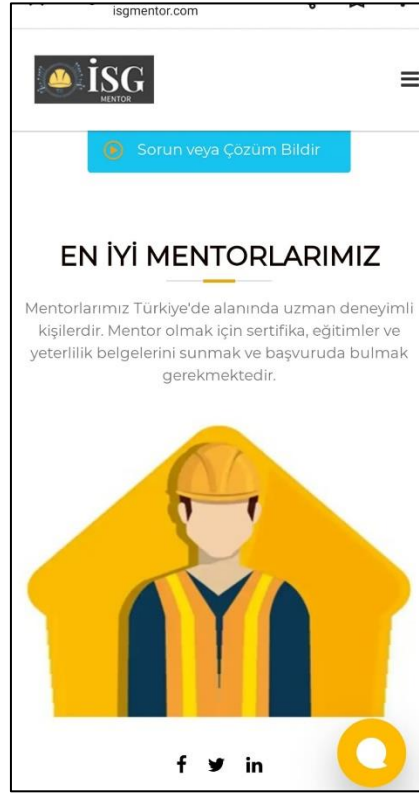 isgmentor.com
İSG
MENTOR
Sorun veya Çözüm Bildir
EN İYİ MENTORLARIMIZ
Mentorlarımız Türkiye'de alanında uzman deneyimli
kişilerdir. Mentor olmak için sertifika, eğitimler ve
yeterlilik belgelerini sunmak ve başvuruda bulmak
gerekmektedir.